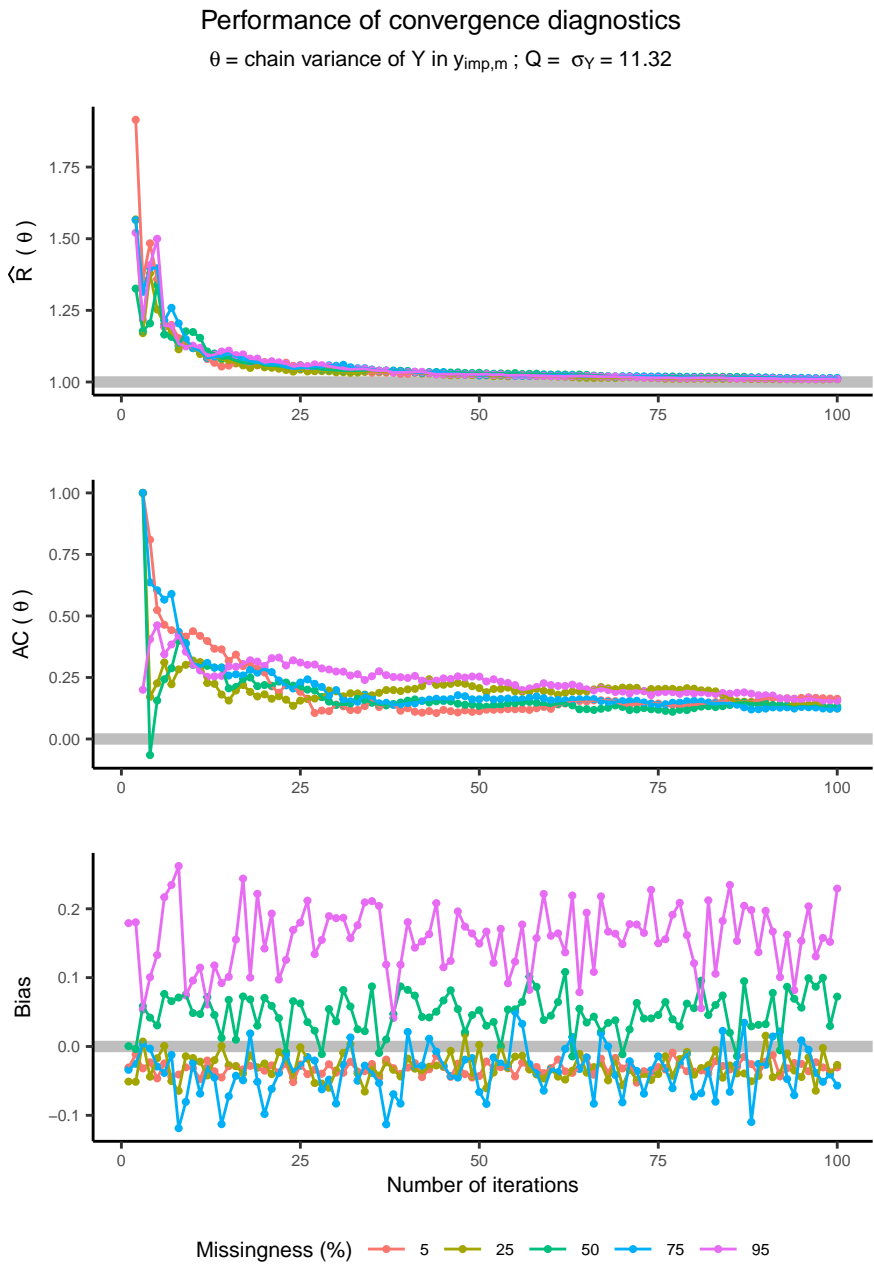 Performance of convergence diagnostics
θ = chain variance of Y in y_imp,m ; Q = σ_Y = 11.32
R̂ ( θ )
1.75
1.50
1.25
1.00
0 25 50 75 100
AC ( θ )
1.00
0.75
0.50
0.25
0.00
0 25 50 75 100
Bias
0.2
0.1
0.0
−0.1
0 25 50 75 100
Number of iterations
Missingness (%) 5 25 50 75 95